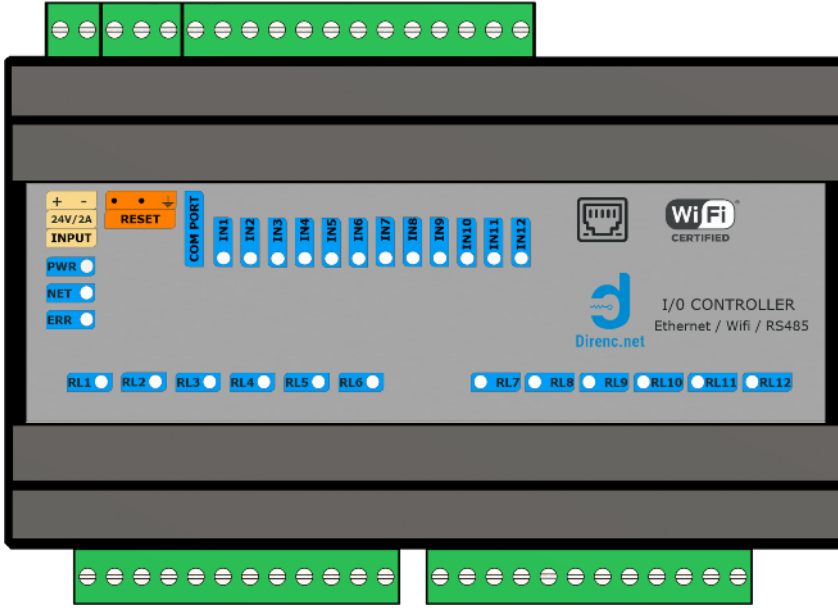 + -
24V/2A
INPUT
RESET
COM PORT
IN1
IN2
IN3
IN4
IN5
IN6
IN7
IN8
IN9
IN10
IN11
IN12
WiFi
CERTIFIED
PWR
NET
ERR
Direnc.net
I/0 CONTROLLER
Ethernet / Wifi / RS485
RL1
RL2
RL3
RL4
RL5
RL6
RL7
RL8
RL9
RL10
RL11
RL12